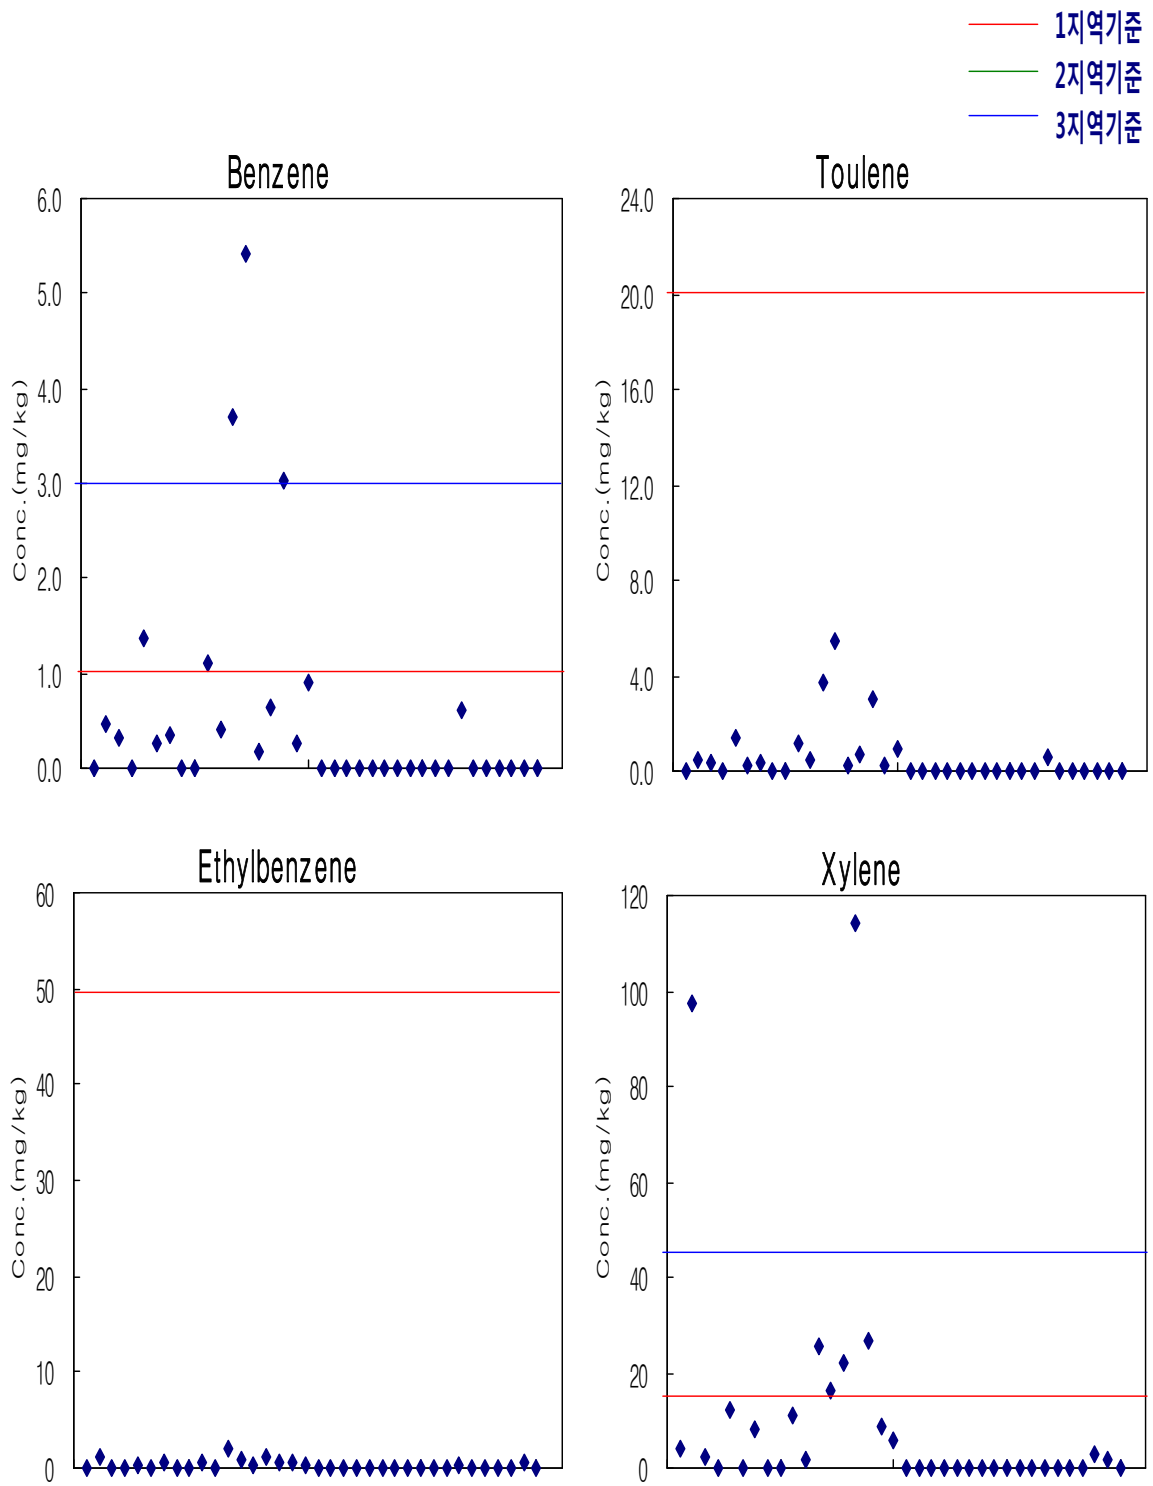 1지역기준
2지역기준
3지역기준
Benzene
6.0
5.0
4.0
3.0
2.0
1.0
0.0
Conc.(mg/kg)
Toulene
24.0
20.0
16.0
12.0
8.0
4.0
0.0
Conc.(mg/kg)
Ethylbenzene
60
50
40
30
20
10
0
Conc.(mg/kg)
Xylene
120
100
80
60
40
20
0
Conc.(mg/kg)